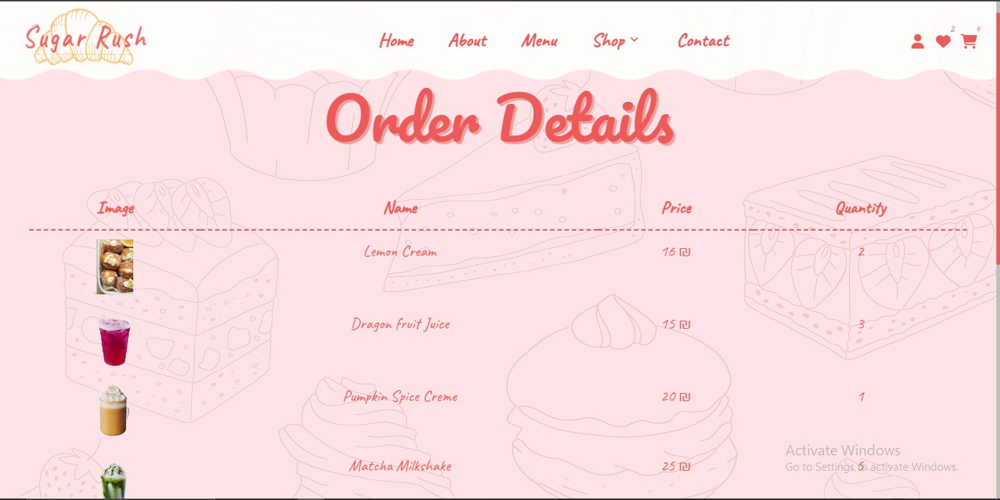 Sugar Rush
Home About Menu Shop Contact
2 4
Order Details
Image Name Price Quantity
Lemon Cream 16 ₪ 2
Dragon fruit Juice 15 ₪ 3
Pumpkin Spice Creme 20 ₪ 1
Activate Windows
Matcha Milkshake 25 ₪ 5
Go to Settings to activate Windows.